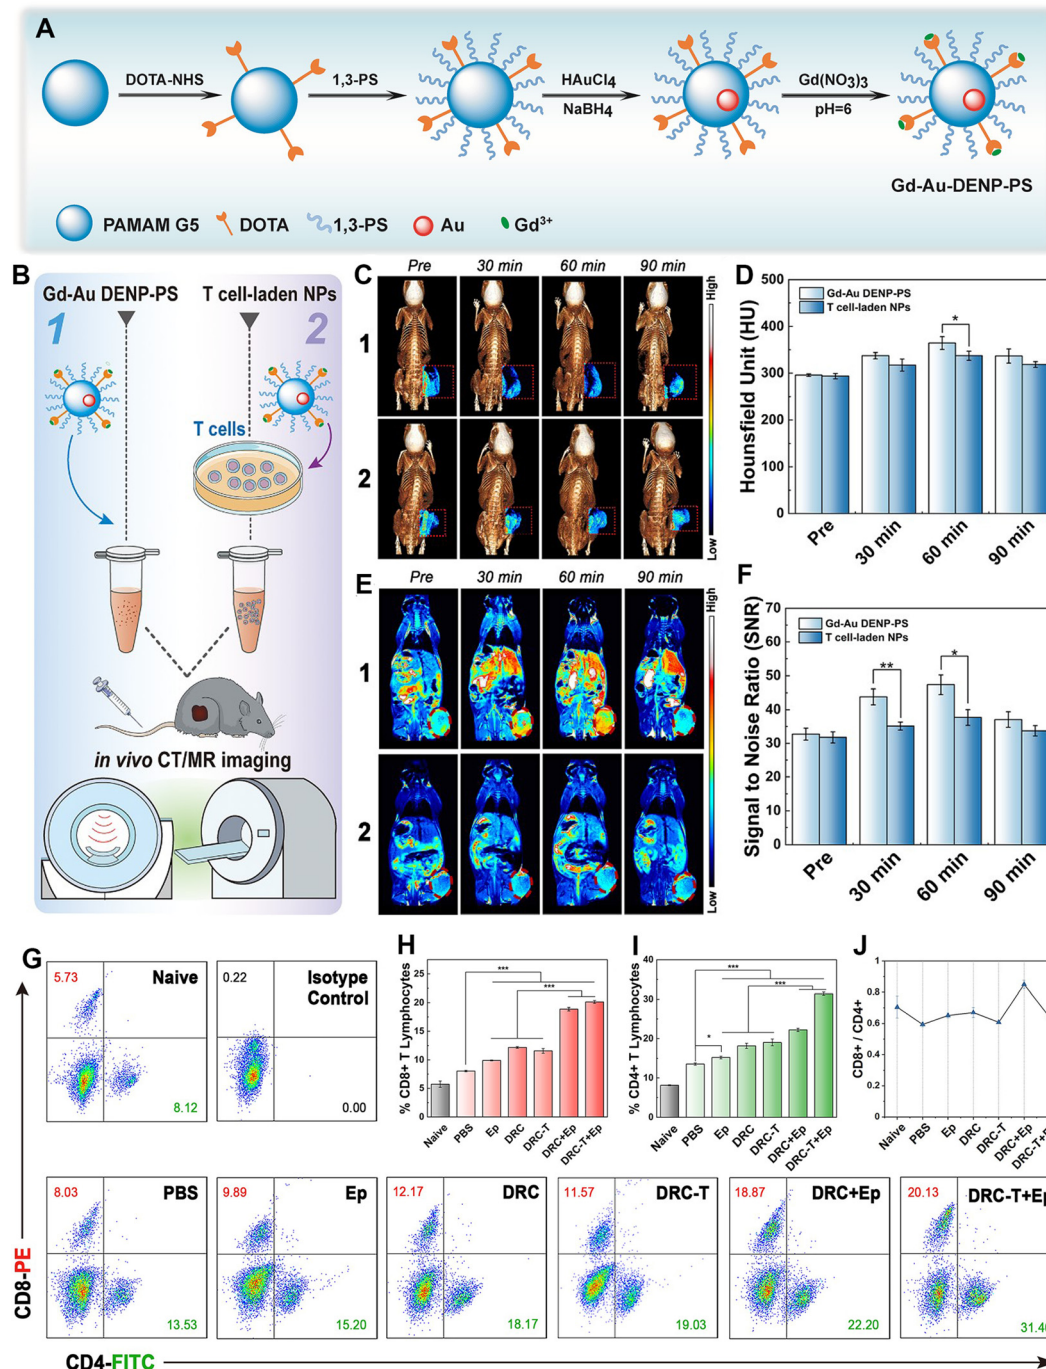 A
DOTA-NHS
1,3-PS
HAuCl4
NaBH4
Gd(NO3)3
pH=6
Gd-Au-DENP-PS
PAMAM G5
DOTA
1,3-PS
Au
Gd3+
B
Gd-Au DENP-PS
T cell-laden NPs
1
2
T cells
in vivo CT/MR imaging
C
Pre
30 min
60 min
90 min
1
2
High
Low
D
Hounsfield Unit (HU)
500
400
300
200
100
0
Gd-Au DENP-PS
T cell-laden NPs
*
Pre
30 min
60 min
90 min
E
Pre
30 min
60 min
90 min
1
2
High
Low
F
Signal to Noise Ratio (SNR)
70
60
50
40
30
20
10
0
Gd-Au DENP-PS
T cell-laden NPs
**
*
Pre
30 min
60 min
90 min
G
5.73
Naive
8.12
0.22
Isotype
Control
0.00
H
% CD8+ T Lymphocytes
25
20
15
10
5
0
***
***
Naive
PBS
Ep
DRC
DRC-T
DRC+Ep
DRC-T+Ep
I
% CD4+ T Lymphocytes
40
30
20
10
0
***
***
*
Naive
PBS
Ep
DRC
DRC-T
DRC+Ep
DRC-T+Ep
J
CD8+ / CD4+
1
0.8
0.6
0.4
0.2
0
Naive
PBS
Ep
DRC
DRC-T
DRC+Ep
DRC-T+E
8.03
PBS
13.53
9.89
Ep
15.20
12.17
DRC
18.17
11.57
DRC-T
19.03
18.87
DRC+Ep
22.20
20.13
DRC-T+Ep
31.40
CD8-PE
CD4-FITC